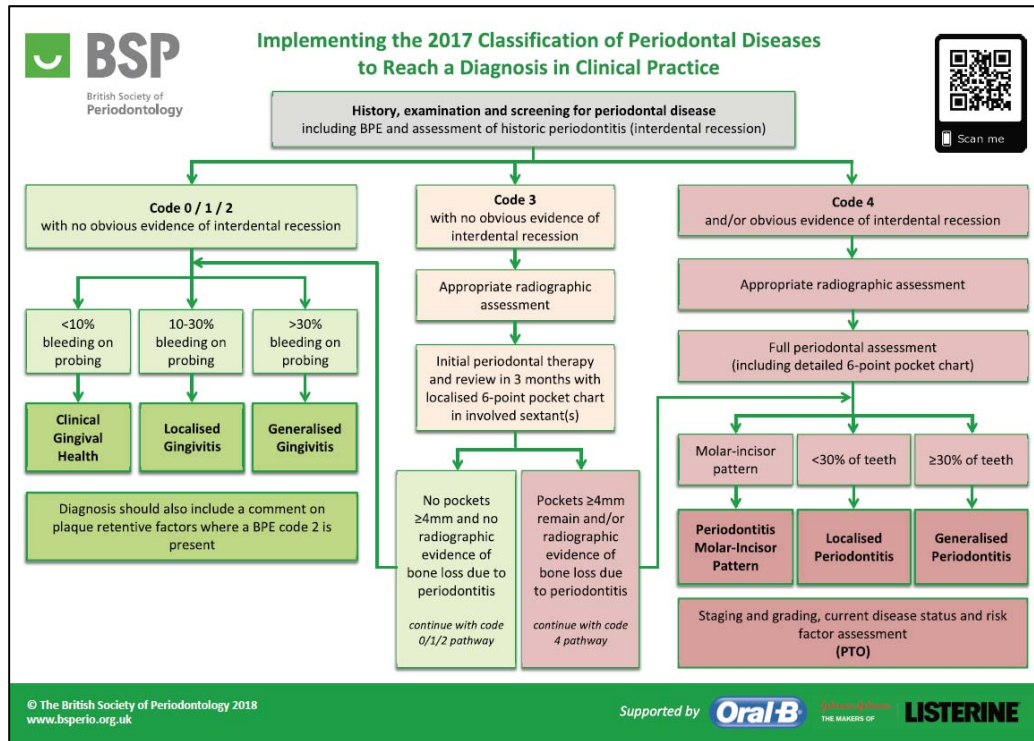 BSP
British Society of
Periodontology
Implementing the 2017 Classification of Periodontal Diseases
to Reach a Diagnosis in Clinical Practice
Scan me
History, examination and screening for periodontal disease
including BPE and assessment of historic periodontitis (interdental recession)
Code 0 / 1 / 2
with no obvious evidence of interdental recession
<10%
bleeding on
probing
10-30%
bleeding on
probing
>30%
bleeding on
probing
Clinical
Gingival
Health
Localised
Gingivitis
Generalised
Gingivitis
Diagnosis should also include a comment on
plaque retentive factors where a BPE code 2 is
present
Code 3
with no obvious evidence of
interdental recession
Appropriate radiographic
assessment
Initial periodontal therapy
and review in 3 months with
localised 6-point pocket chart
in involved sextant(s)
No pockets
≥4mm and no
radiographic
evidence of
bone loss due to
periodontitis
continue with code
0/1/2 pathway
Pockets ≥4mm
remain and/or
radiographic
evidence of
bone loss due
to periodontitis
continue with code
4 pathway
Code 4
and/or obvious evidence of interdental recession
Appropriate radiographic assessment
Full periodontal assessment
(including detailed 6-point pocket chart)
Molar-incisor
pattern
<30% of teeth
≥30% of teeth
Periodontitis
Molar-Incisor
Pattern
Localised
Periodontitis
Generalised
Periodontitis
Staging and grading, current disease status and risk
factor assessment
(PTO)
© The British Society of Periodontology 2018
www.bsperio.org.uk
Supported by
Oral-B
Johnson & Johnson
THE MAKERS OF
LISTERINE